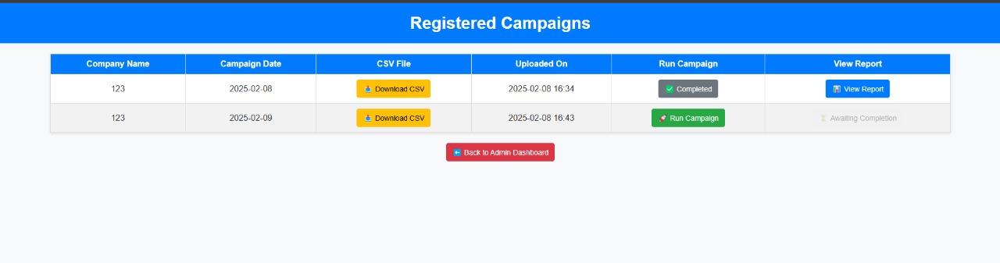 Registered Campaigns
Company Name Campaign Date CSV File Uploaded On Run Campaign View Report
123 2025-02-08 Download CSV 2025-02-08 16:34 Completed View Report
123 2025-02-09 Download CSV 2025-02-08 16:43 Run Campaign Awaiting Completion
Back to Admin Dashboard